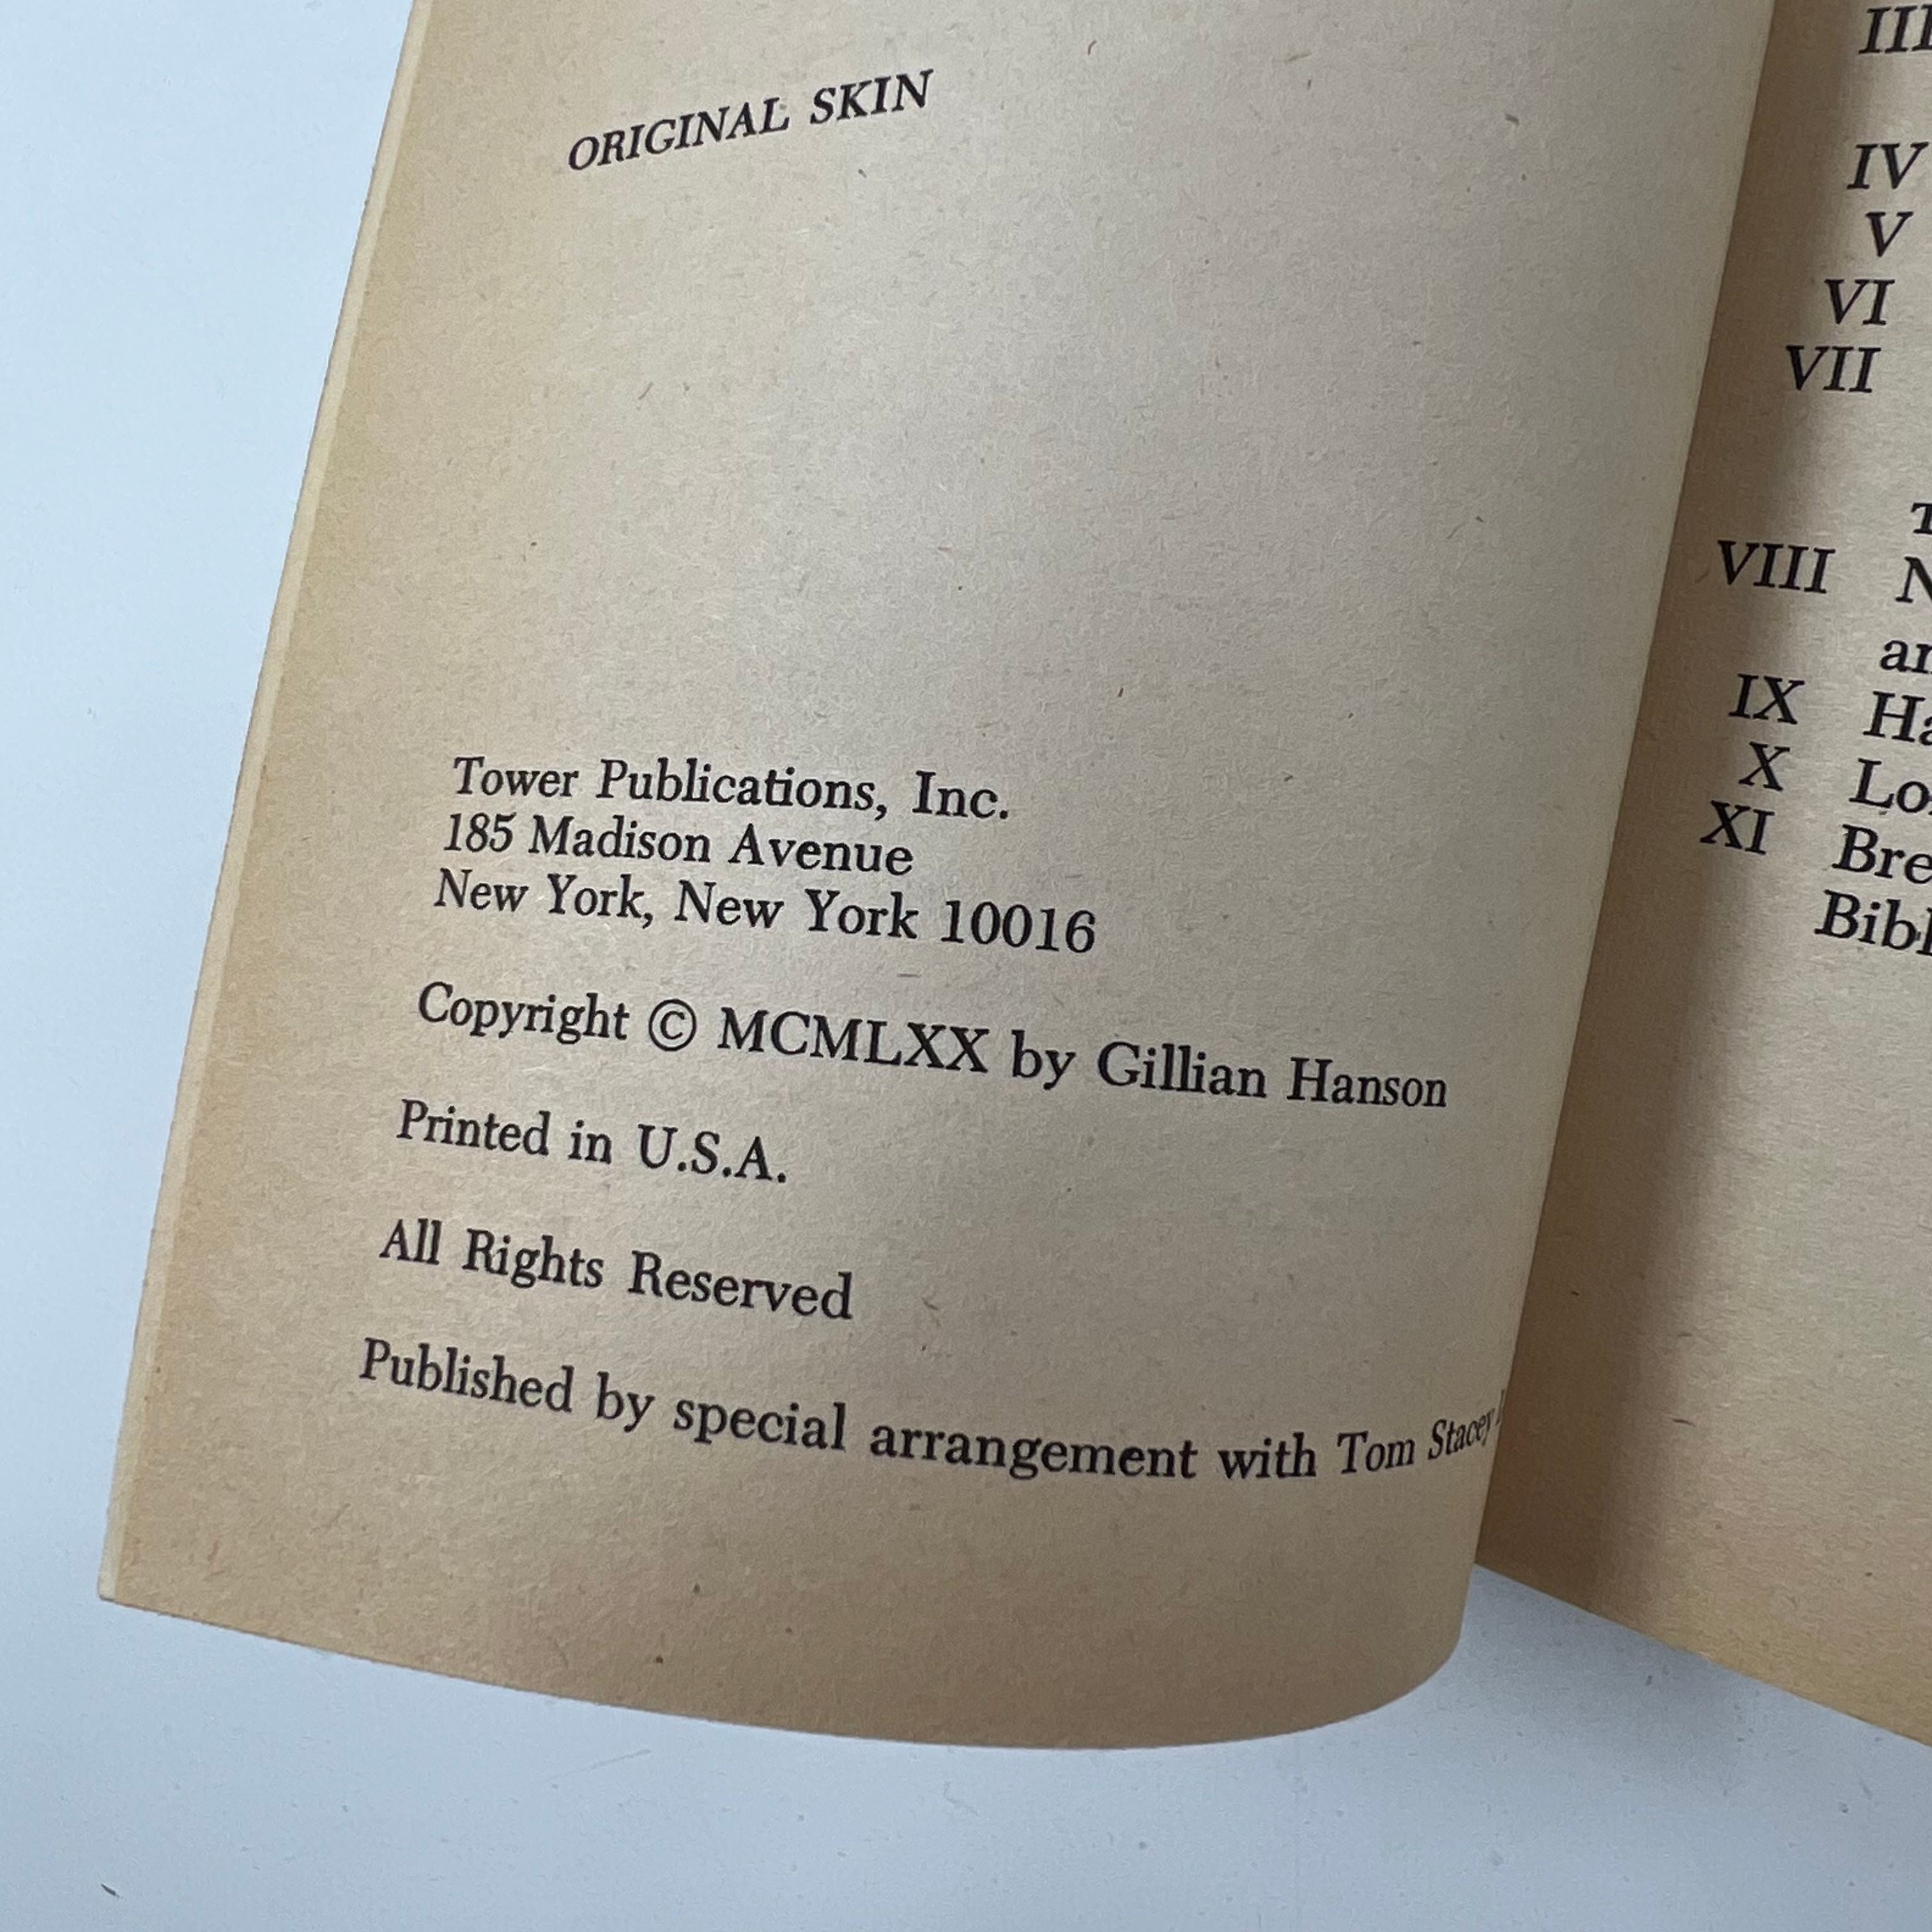 ORIGINAL SKIN
Tower Publications, Inc.
185 Madison Avenue
New York, New York 10016
Copyright © MCMLXX by Gillian Hanson
Printed in U.S.A.
All Rights Reserved
Published by special arrangement with Tom Stacey
III
IV
V
VI
VII
VIII
IX
X
XI